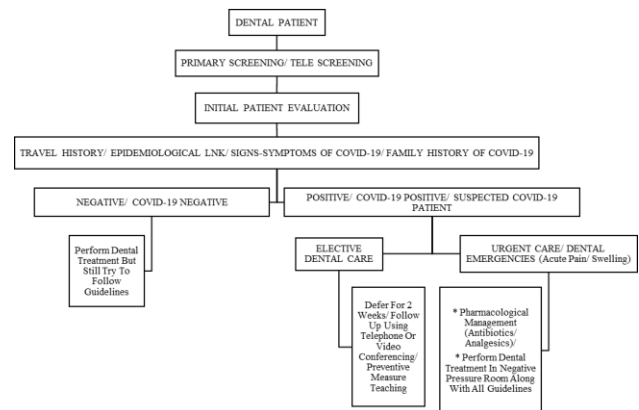 DENTAL PATIENT
PRIMARY SCREENING/ TELE SCREENING
INITIAL PATIENT EVALUATION
TRAVEL HISTORY/ EPIDEMIOLOGICAL LNK/ SIGNS-SYMPTOMS OF COVID-19/ FAMILY HISTORY OF COVID-19
NEGATIVE/ COVID-19 NEGATIVE
POSITIVE/ COVID-19 POSITIVE/ SUSPECTED COVID-19
PATIENT
Perform Dental
Treatment But
Still Try To
Follow
Guidelines
ELECTIVE
DENTAL CARE
URGENT CARE/ DENTAL
EMERGENCIES (Acute Pain/ Swelling)
Defer For 2
Weeks/ Follow
Up Using
Telephone Or
Video
Conferencing/
Preventive
Measure
Teaching
* Pharmacological
Management
(Antibiotics/
Analgesics)/
* Perform Dental
Treatment In Negative
Pressure Room Along
With All Guidelines